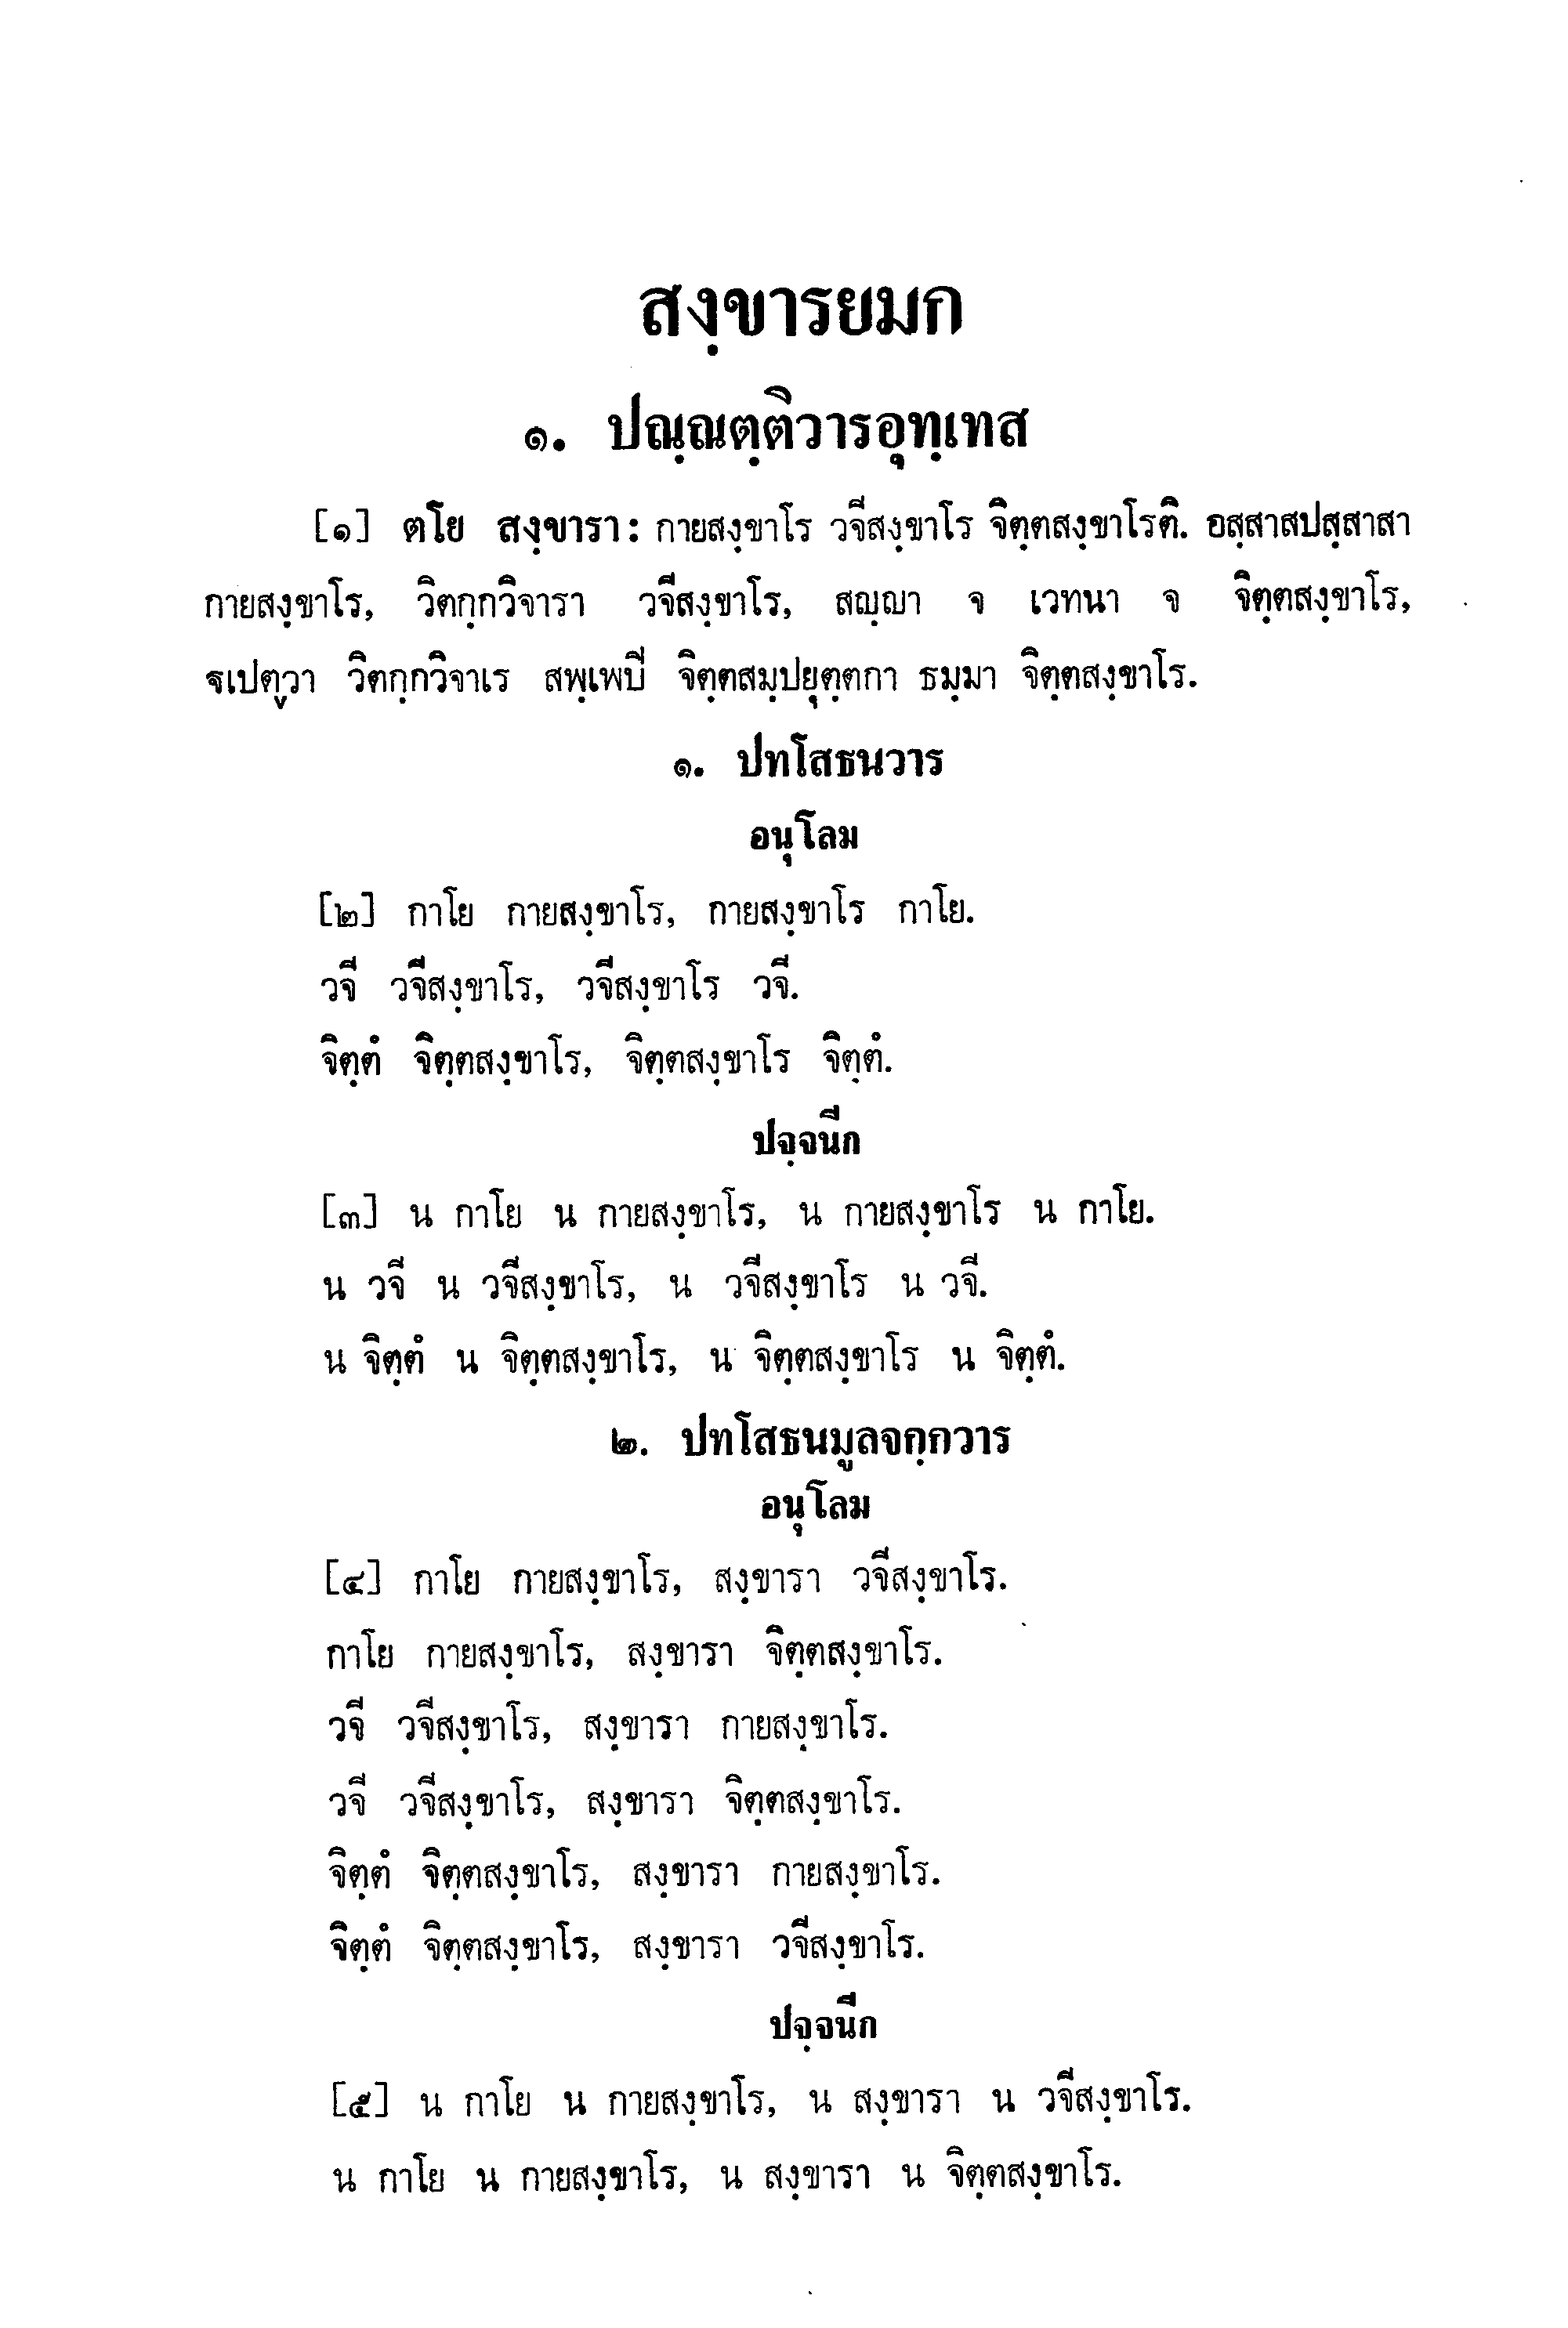 สงฺขารยมก
๑. ปณฺณตฺติวารอุทฺเทส
[๑] ตโย สงฺขารา: กายสงฺขาโร วจีสงฺขาโร จิตฺตสงฺขาโรติ. อสฺสาสปสฺสาสา
กายสงฺขาโร, วิตกฺกวิจารา วจีสงฺขาโร, สญฺญา จ เวทนา จ จิตฺตสงฺขาโร,
ฐเปตฺวา วิตกฺกวิจาเร สพฺเพปี จิตฺตสมฺปยุตฺตกา ธมฺมา จิตฺตสงฺขาโร.
๑. ปทโสธนวาร
อนุโลม
[๒] กาโย กายสงฺขาโร, กายสงฺขาโร กาโย.
วจี วจีสงฺขาโร, วจีสงฺขาโร วจี.
จิตฺตํ จิตฺตสงฺขาโร, จิตฺตสงฺขาโร จิตฺตํ.
ปจฺจนีก
[๓] น กาโย น กายสงฺขาโร, น กายสงฺขาโร น กาโย.
น วจี น วจีสงฺขาโร, น วจีสงฺขาโร น วจี.
น จิตฺตํ น จิตฺตสงฺขาโร, น จิตฺตสงฺขาโร น จิตฺตํ.
๒. ปทโสธนมูลจกฺกวาร
อนุโลม
[๔] กาโย กายสงฺขาโร, สงฺขารา วจีสงฺขาโร.
กาโย กายสงฺขาโร, สงฺขารา จิตฺตสงฺขาโร.
วจี วจีสงฺขาโร, สงฺขารา กายสงฺขาโร.
วจี วจีสงฺขาโร, สงฺขารา จิตฺตสงฺขาโร.
จิตฺตํ จิตฺตสงฺขาโร, สงฺขารา กายสงฺขาโร.
จิตฺตํ จิตฺตสงฺขาโร, สงฺขารา วจีสงฺขาโร.
ปจฺจนีก
[๕] น กาโย น กายสงฺขาโร, น สงฺขารา น วจีสงฺขาโร.
น กาโย น กายสงฺขาโร, น สงฺขารา น จิตฺตสงฺขาโร.